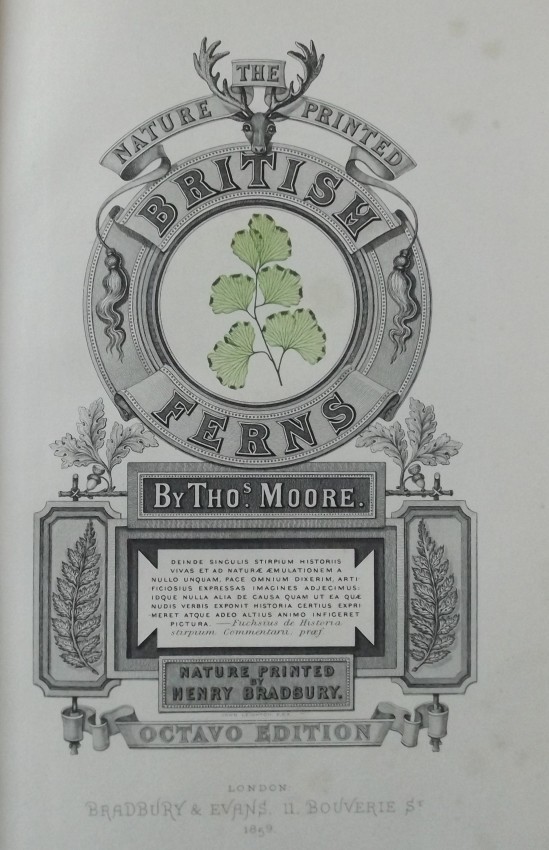 THE
NATURE PRINTED
BRITISH
FERNS
BY THOS. MOORE.
DEINDE SINGULIS STIRPIUM HISTORIIS
VIVAS ET AD NATURÆ ÆMULATIONEM A
NULLO UNQUAM, PACE OMNIUM DIXERIM, ARTI-
FICIOSIUS EXPRESSAS IMAGINES ADJECIMUS:
IDQUE NULLA ALIA DE CAUSA QUAM UT EA QUÆ
NUDIS VERBIS EXPONIT HISTORIA CERTIUS EXPRI
-MERET ATQUE ADEO ALTIUS ANIMO INFIGERET
PICTURA. —Fuchsius de Historia
stirpium Commentarii. præf
NATURE PRINTED
BY
HENRY BRADBURY.
OCTAVO EDITION
LONDON
BRADBURY & EVANS, 11, BOUVERIE ST
1859